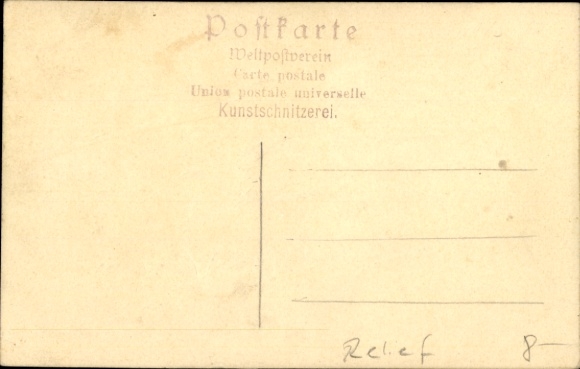 Postkarte
Weltpostverein
Carte postale
Union postale universelle
Kunstschnitzerei.
Relief 8-